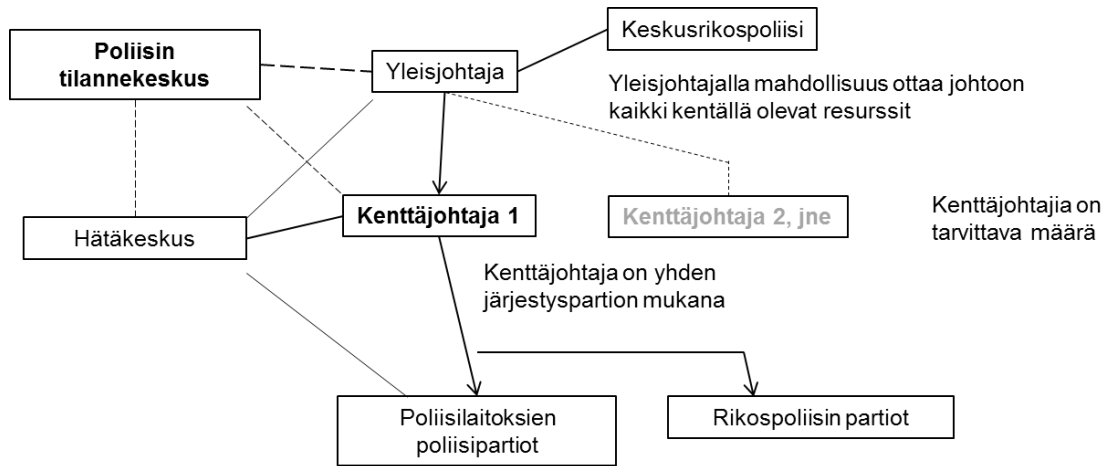 Keskusrikospoliisi
Poliisin
tilannekeskus
Yleisjohtaja
Yleisjohtajalla mahdollisuus ottaa johtoon
kaikki kentällä olevat resurssit
Kenttäjohtaja 1
Kenttäjohtaja 2, jne
Kenttäjohtajia on
tarvittava määrä
Hätäkeskus
Kenttäjohtaja on yhden
järjestyspartion mukana
Poliisilaitoksien
poliisipartiot
Rikospoliisin partiot